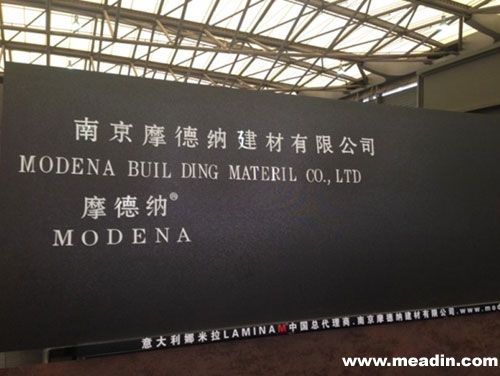 南京摩德纳建材有限公司
MODENA BUIL DING MATERIL CO., LTD
摩德纳®
MODENA
意大利娜米拉LAMINAM中国总代理商.南京摩德纳建材有限公司.www.mod
www.meadin.com